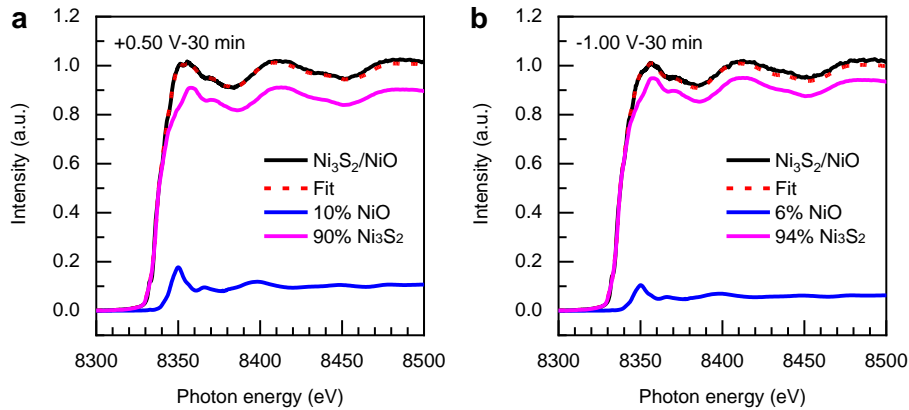 a
+0.50 V-30 min
Intensity (a.u.)
1.2
1.0
0.8
0.6
0.4
0.2
0.0
Ni₃S₂/NiO
Fit
10% NiO
90% Ni₃S₂
8300 8350 8400 8450 8500
Photon energy (eV)
b
-1.00 V-30 min
Intensity (a.u.)
1.2
1.0
0.8
0.6
0.4
0.2
0.0
Ni₃S₂/NiO
Fit
6% NiO
94% Ni₃S₂
8300 8350 8400 8450 8500
Photon energy (eV)